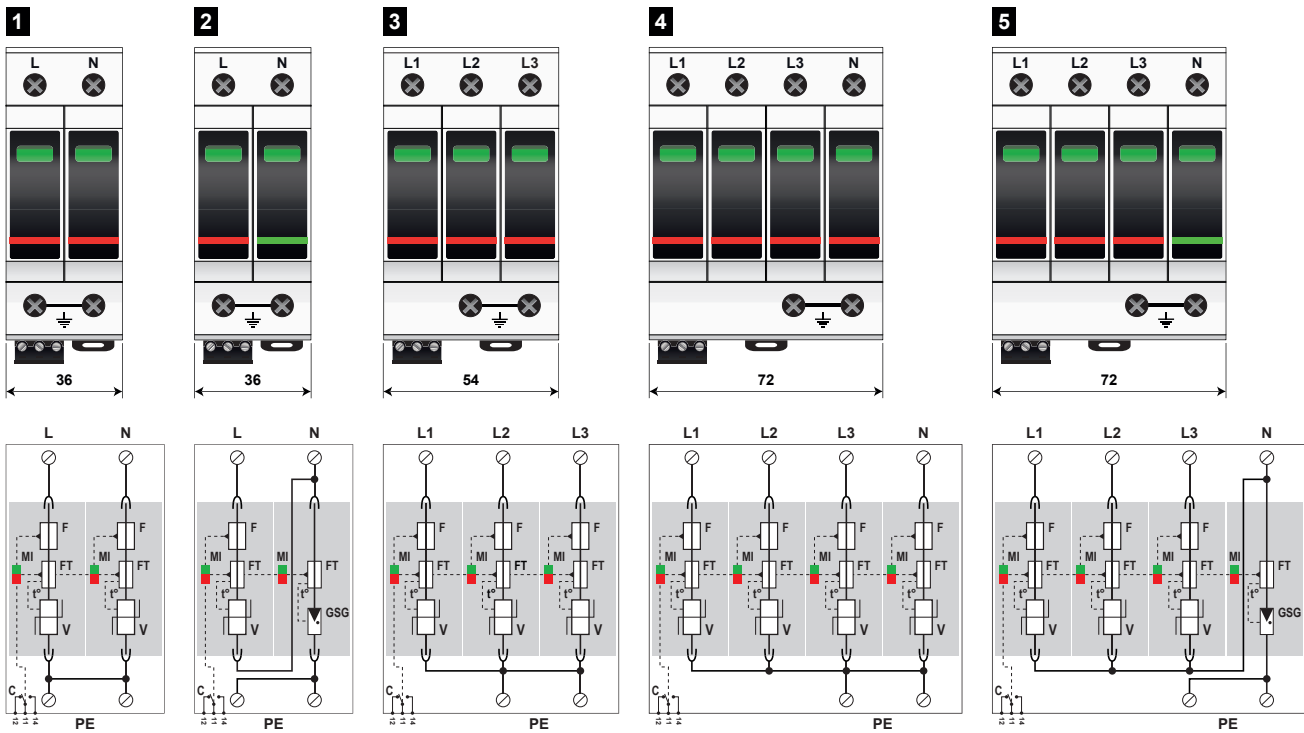 1 2 3 4 5
L N L N L1 L2 L3 L1 L2 L3 N L1 L2 L3 N
36 36 54 72 72
L N L N L1 L2 L3 L1 L2 L3 N L1 L2 L3 N
F F F F F F F F F F F F F
MI MI MI MI MI MI MI MI MI MI MI MI MI MI MI
FT FT FT FT FT FT FT FT FT FT FT FT FT FT FT
t° t° t° t° t° t° t° t° t° t° t° t° t° t° t°
GSG GSG
V V V V V V V V V V V V V
C C C C C
12 11 14 12 11 14 12 11 14 12 11 14 12 11 14
PE PE PE PE PE